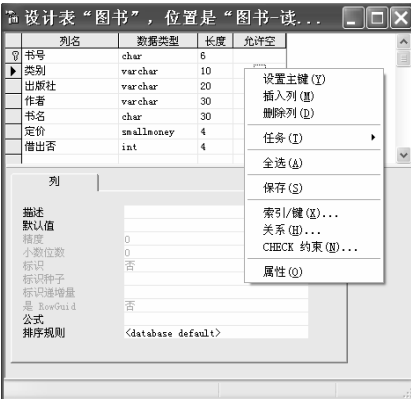 设计表“图书”，位置是“图书-读...
列名 数据类型 长度 允许空
书号 char 6
类别 varchar 10
出版社 varchar 20
作者 varchar 30
书名 char 30
定价 smallmoney 4
借出否 int 4
设置主键(Y)
插入列(M)
删除列(D)
任务(T)
全选(A)
保存(S)
索引/键(X)...
关系(H)...
CHECK 约束(N)...
属性(O)
列
描述
默认值
精度 0
小数位数 0
标识 否
标识种子
标识递增量
是 RowGuid 否
公式
排序规则 <database default>